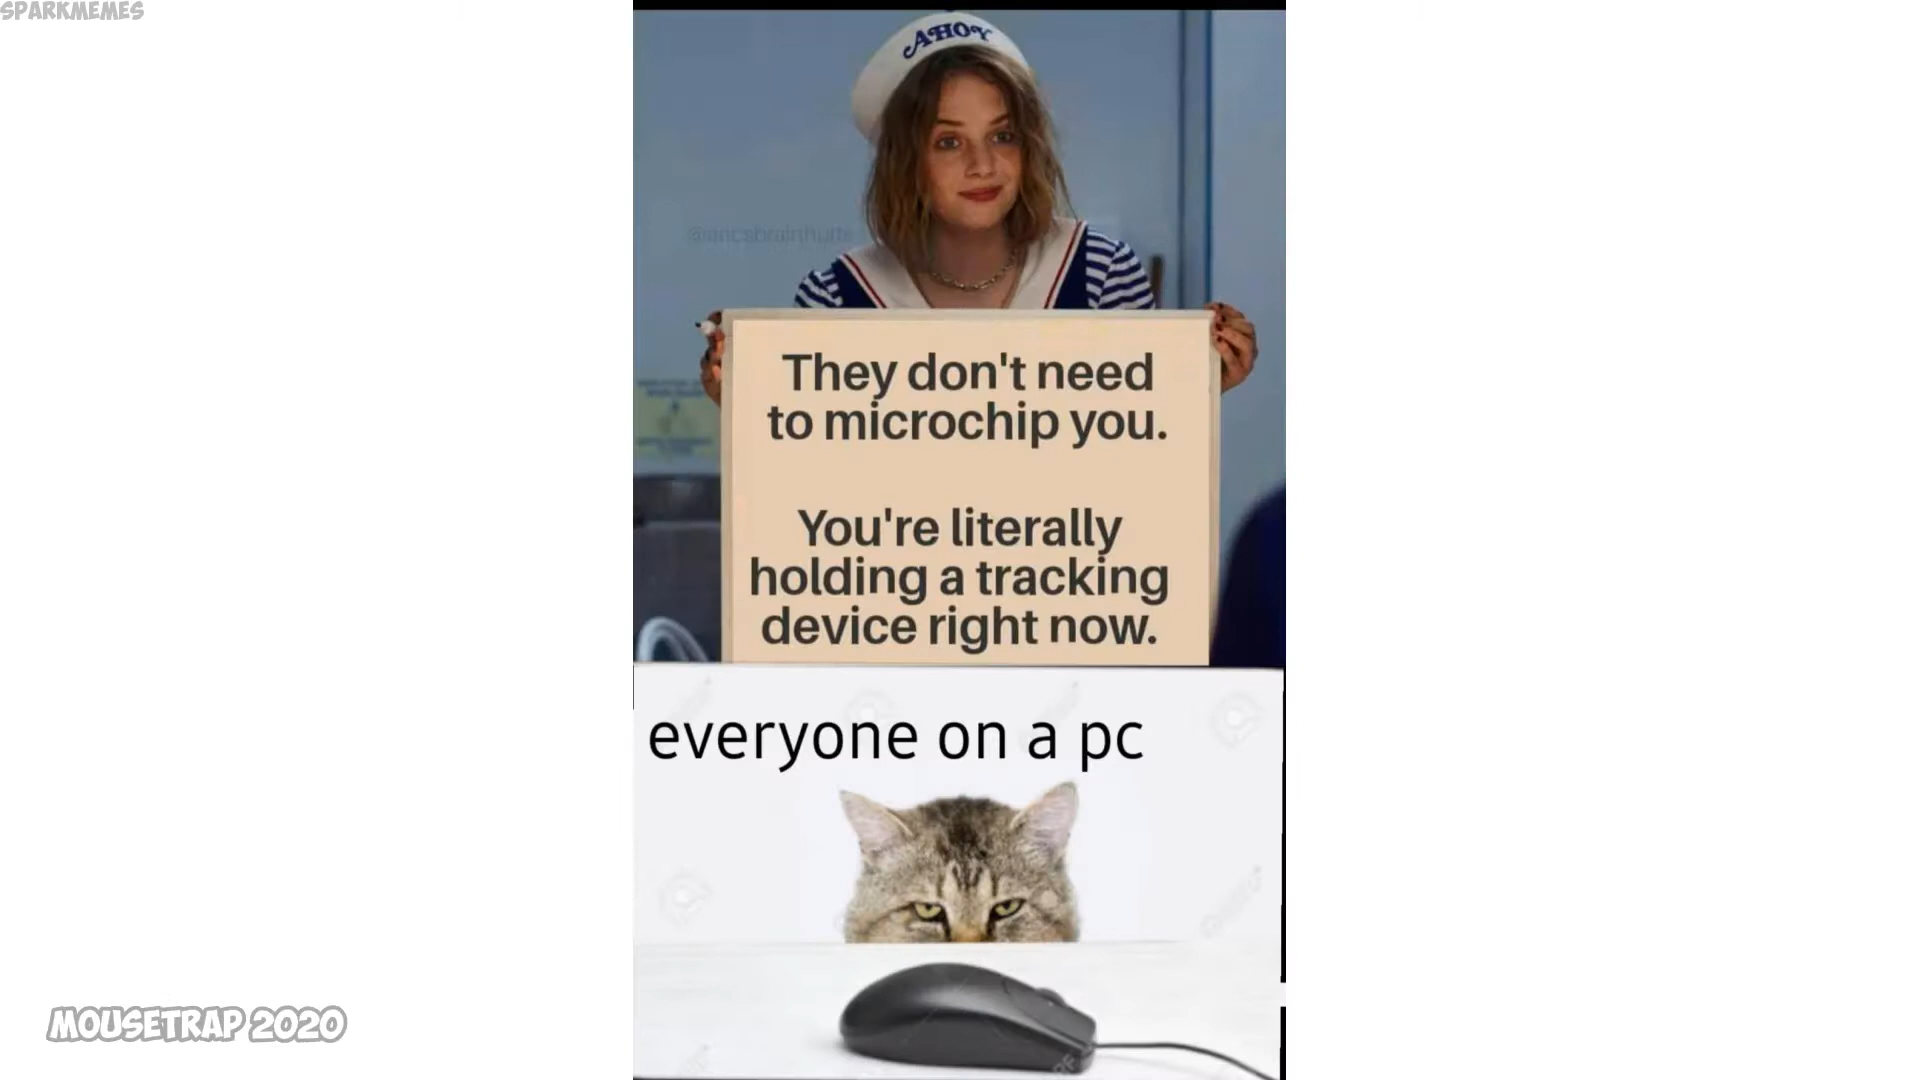 SPARKMEMES
AHOY
They don't need
to microchip you.
You're literally
holding a tracking
device right now.
everyone on a pc
MOUSETRAP 2020